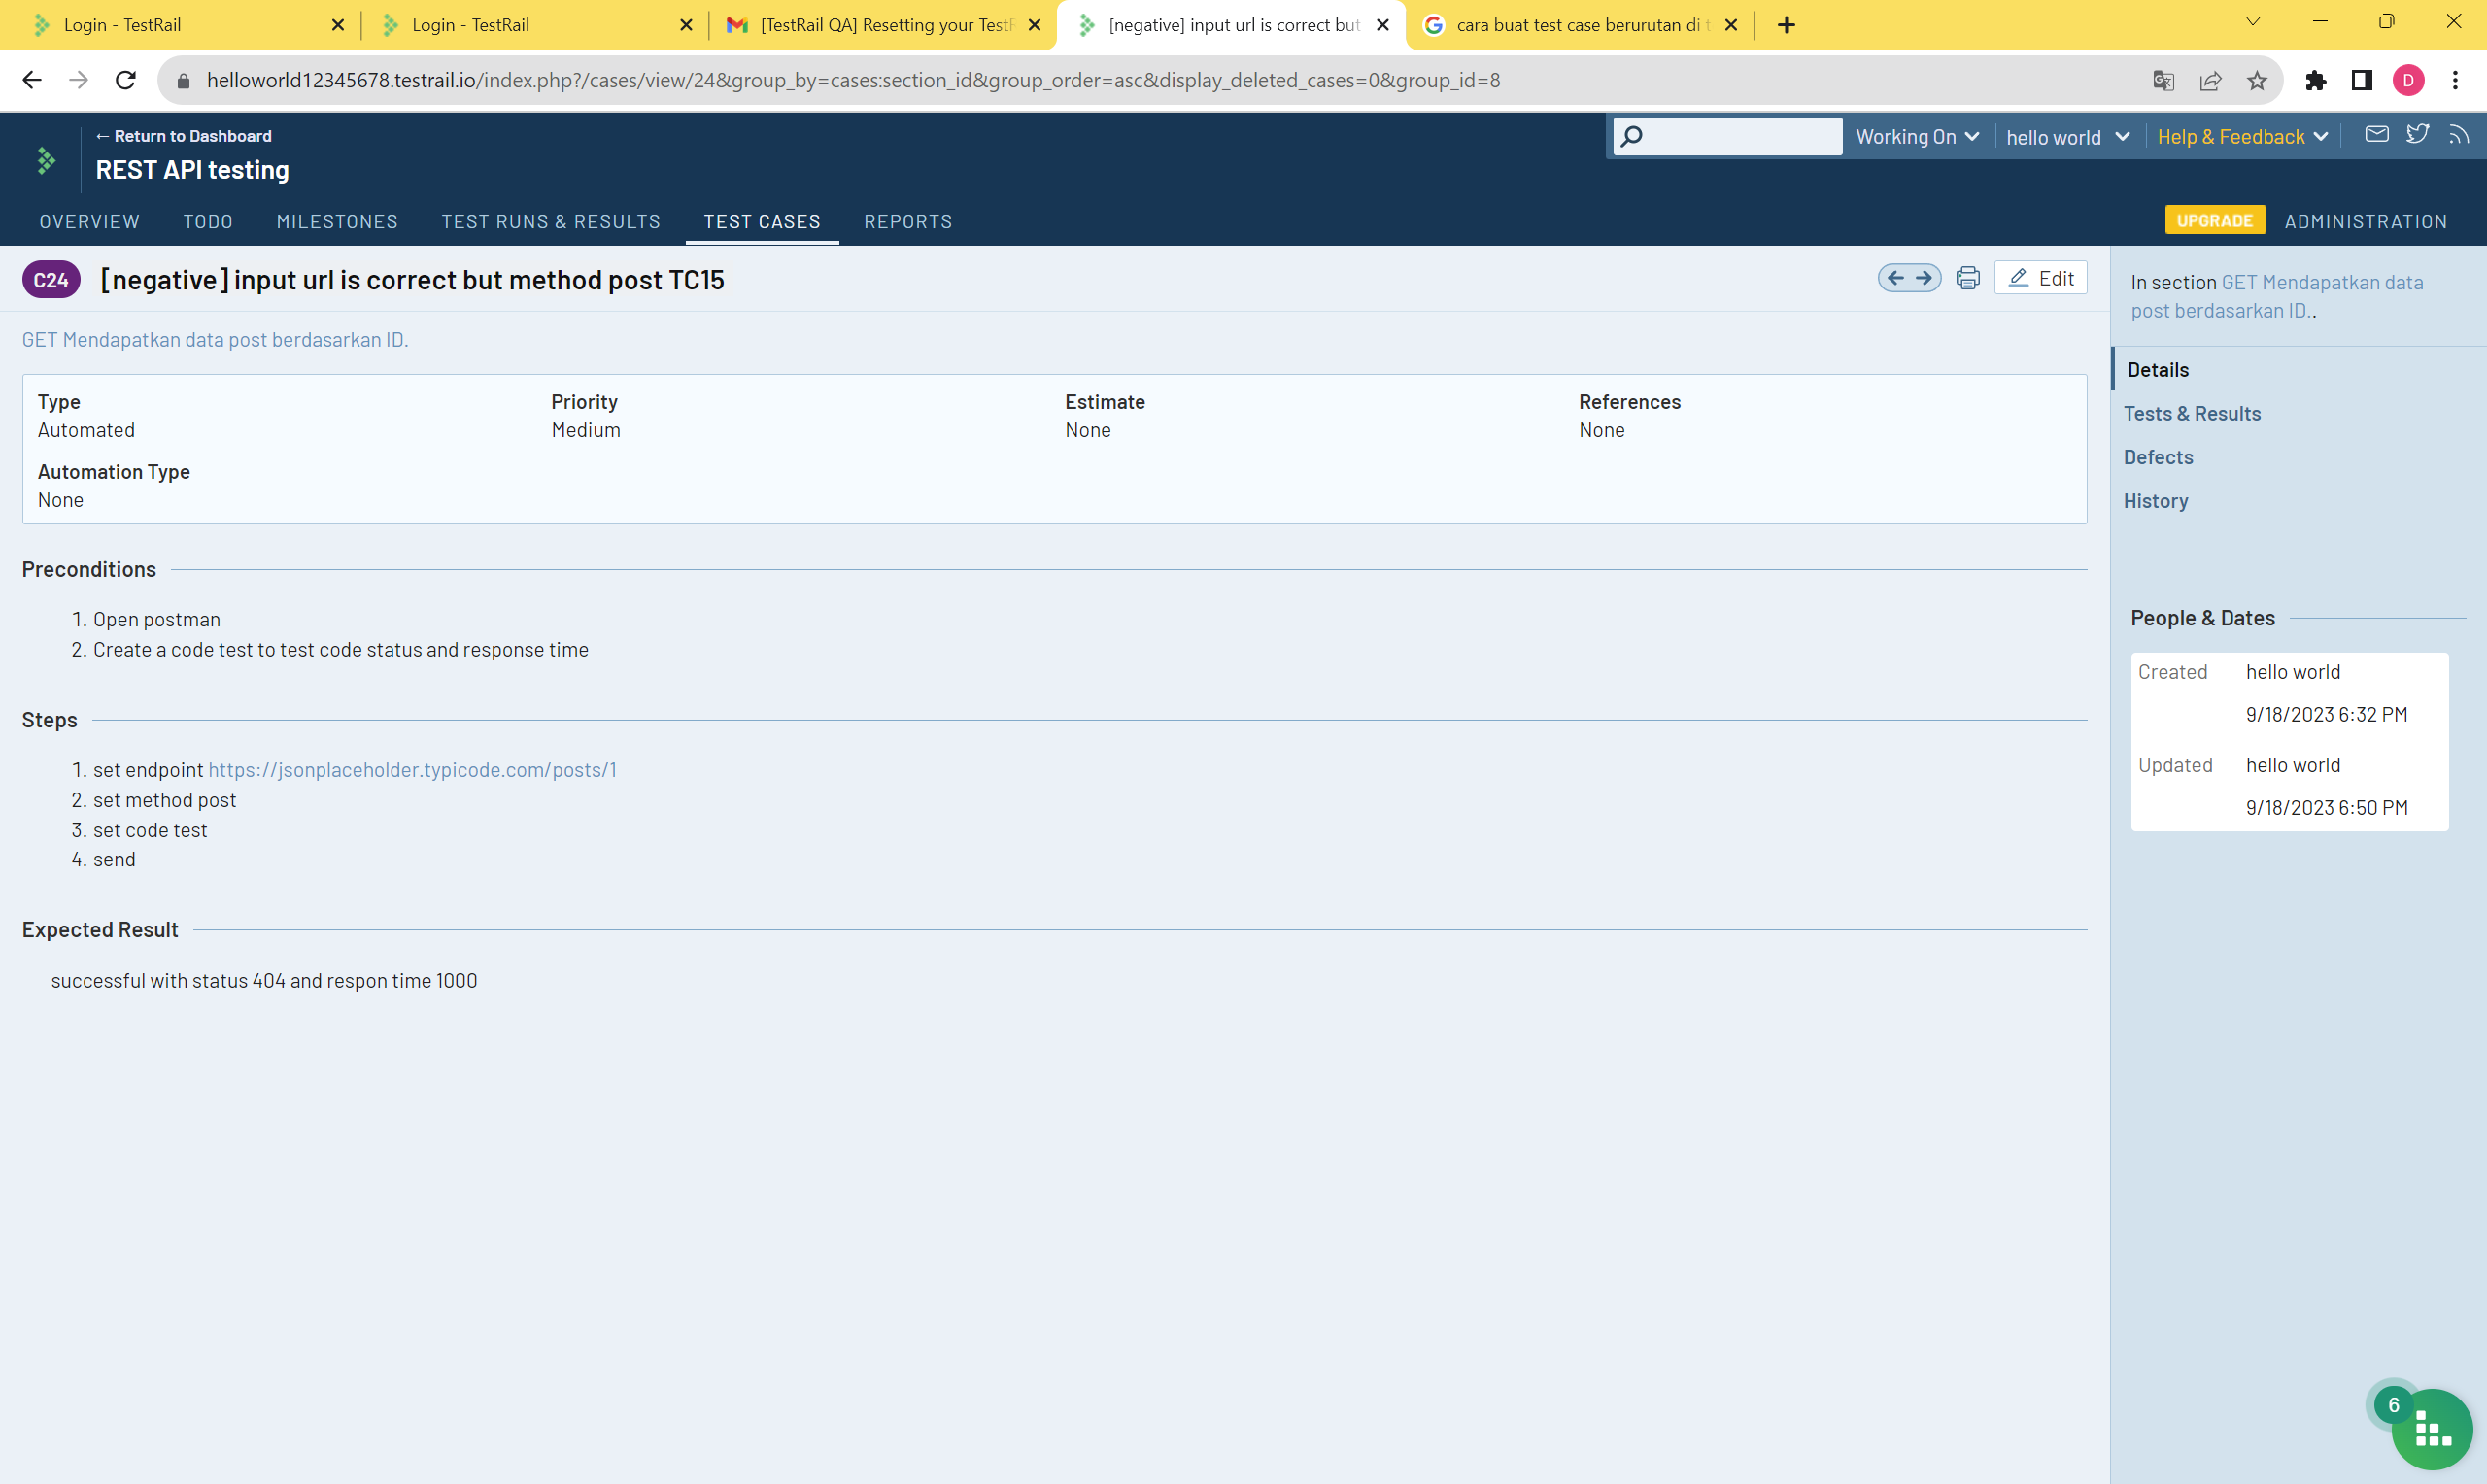 Login - TestRail
Login - TestRail
[TestRail QA] Resetting your Test
[negative] input url is correct but
cara buat test case berurutan di t
helloworld12345678.testrail.io/index.php?/cases/view/24&group_by=cases:section_id&group_order=asc&display_deleted_cases=0&group_id=8
D
← Return to Dashboard
REST API testing
Working On
hello world
Help & Feedback
OVERVIEW
TODO
MILESTONES
TEST RUNS & RESULTS
TEST CASES
REPORTS
UPGRADE
ADMINISTRATION
C24
[negative] input url is correct but method post TC15
Edit
GET Mendapatkan data post berdasarkan ID.
Type
Automated
Priority
Medium
Estimate
None
References
None
Automation Type
None
Preconditions
1. Open postman
2. Create a code test to test code status and response time
Steps
1. set endpoint https://jsonplaceholder.typicode.com/posts/1
2. set method post
3. set code test
4. send
Expected Result
successful with status 404 and respon time 1000
In section GET Mendapatkan data
post berdasarkan ID..
Details
Tests & Results
Defects
History
People & Dates
Created
hello world
9/18/2023 6:32 PM
Updated
hello world
9/18/2023 6:50 PM
6